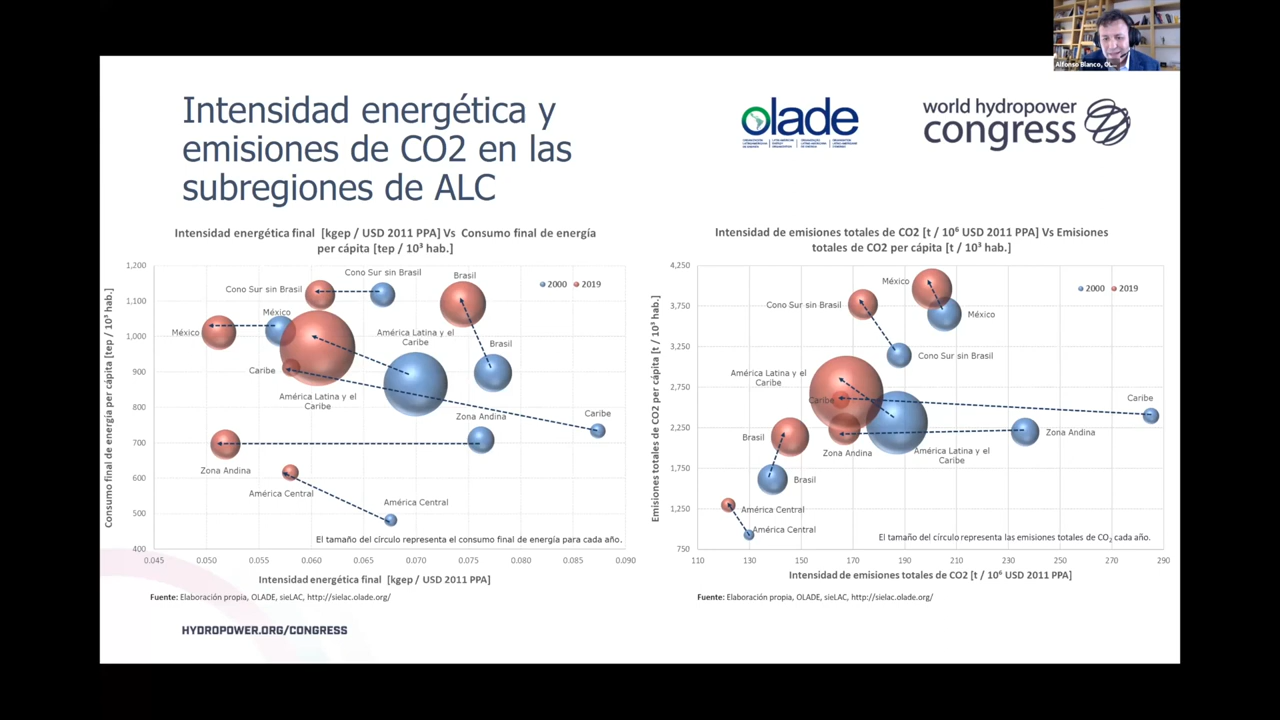 Alfonso Blanco, OL...
Intensidad energética y
emisiones de CO2 en las
subregiones de ALC
olade
world hydropower
congress
Intensidad energética final [kgep / USD 2011 PPA] Vs Consumo final de energía
per cápita [tep / 10³ hab.]
Consumo final de energía per cápita [tep / 10³ hab.]
1,200
1,100
1,000
900
800
700
600
500
400
0.045
0.050
0.055
0.060
0.065
0.070
0.075
0.080
0.085
0.090
2000
2019
Cono Sur sin Brasil
Cono Sur sin Brasil
Brasil
México
México
América Latina y el
Caribe
Brasil
Caribe
América Latina y el
Caribe
Caribe
Zona Andina
Zona Andina
América Central
América Central
El tamaño del círculo representa el consumo final de energía para cada año.
Intensidad energética final [kgep / USD 2011 PPA]
Fuente: Elaboración propia, OLADE, sieLAC, http://sielac.olade.org/
Intensidad de emisiones totales de CO2 [t / 10⁶ USD 2011 PPA] Vs Emisiones
totales de CO2 per cápita [t / 10³ hab.]
Emisiones totales de CO2 per cápita [t / 10³ hab.]
4,250
3,750
3,250
2,750
2,250
1,750
1,250
750
110
130
150
170
190
210
230
250
270
290
2000
2019
México
Cono Sur sin Brasil
México
Cono Sur sin Brasil
América Latina y el
Caribe
Caribe
Caribe
Brasil
Zona Andina
Zona Andina
América Latina y el
Caribe
Brasil
América Central
América Central
El tamaño del círculo representa las emisiones totales de CO₂ cada año.
Intensidad de emisiones totales de CO2 [t / 10⁶ USD 2011 PPA]
Fuente: Elaboración propia, OLADE, sieLAC, http://sielac.olade.org/
HYDROPOWER.ORG/CONGRESS